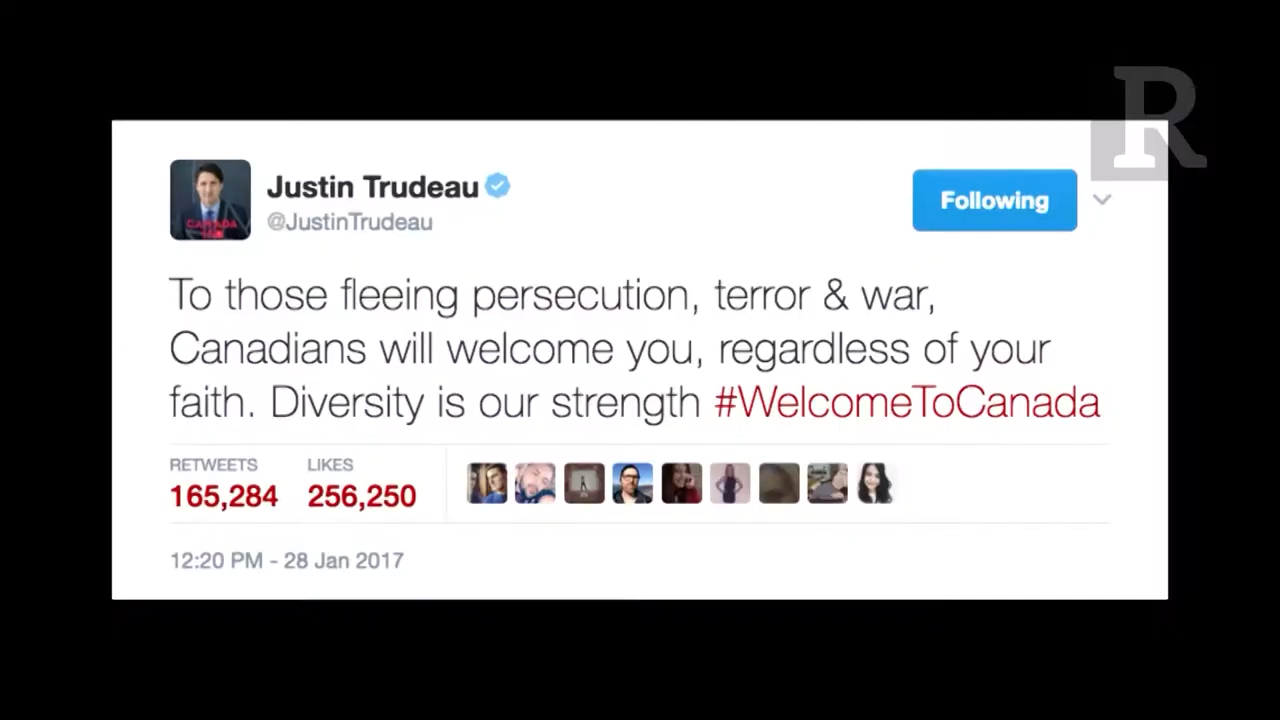 R
Justin Trudeau
Following
@JustinTrudeau
CANADA
To those fleeing persecution, terror & war,
Canadians will welcome you, regardless of your
faith. Diversity is our strength #WelcomeToCanada
RETWEETS LIKES
165,284 256,250
12:20 PM - 28 Jan 2017